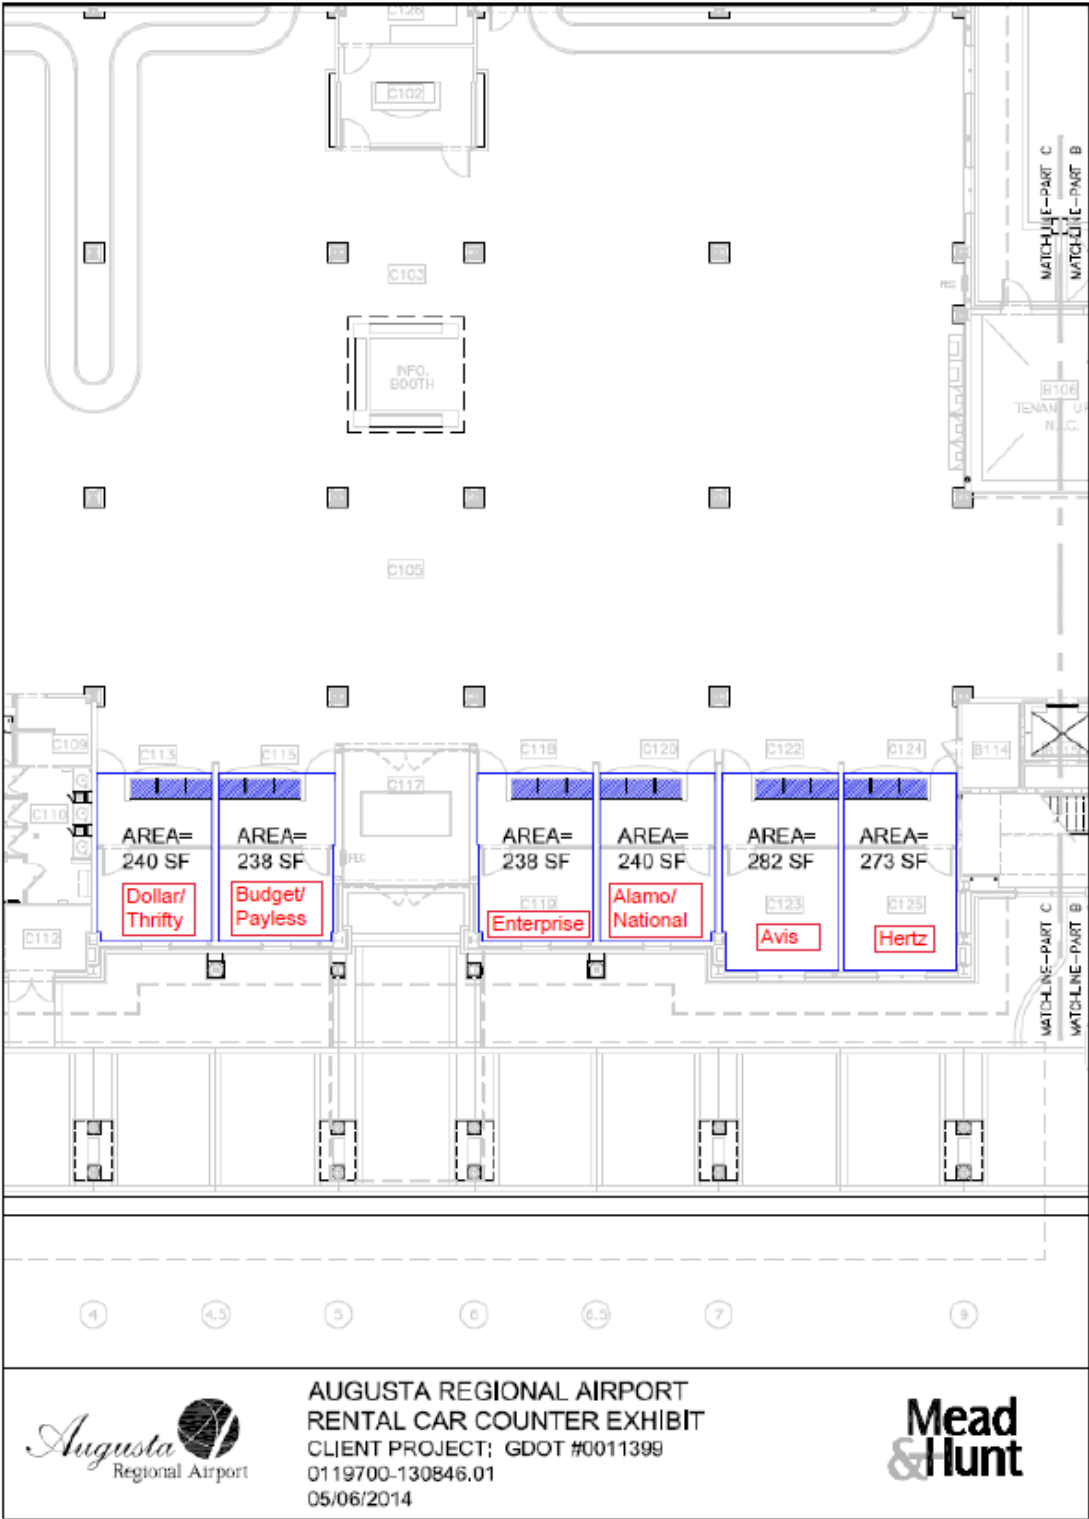 C126
C102
MATCHLINE-PART C
MATCHLINE-PART B
C103
FEC
INFO.
BOOTH
B106
TENANT
C105
C109
C113
C115
C117
C118
C120
C122
C124
B114
C110
AREA=
240 SF
AREA=
238 SF
AREA=
238 SF
AREA=
240 SF
AREA=
282 SF
AREA=
273 SF
FEC
Dollar/
Thrifty
Budget/
Payless
C119
Enterprise
Alamo/
National
C123
Avis
C125
Hertz
C112
MATCHLINE-PART C
MATCHLINE-PART B
4
4.5
5
6
6.5
7
9
Augusta
Regional Airport
AUGUSTA REGIONAL AIRPORT
RENTAL CAR COUNTER EXHIBIT
CLIENT PROJECT: GDOT #0011399
0119700-130846.01
05/06/2014
Mead
&Hunt